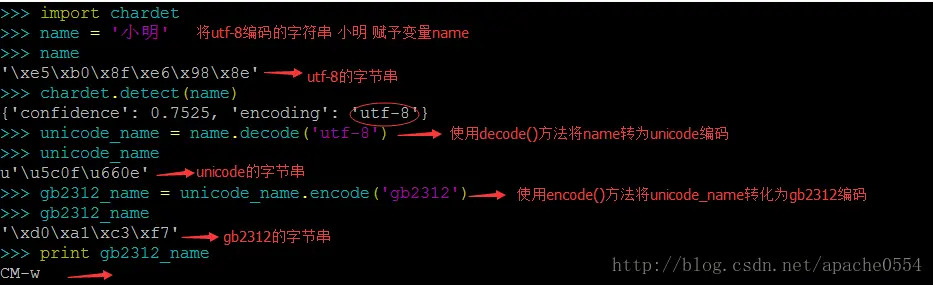 >>> import chardet
>>> name = '小明' 将utf-8编码的字符串 小明 赋予变量name
>>> name
'\xe5\xb0\x8f\xe6\x98\x8e' utf-8的字节串
>>> chardet.detect(name)
{'confidence': 0.7525, 'encoding': 'utf-8'}
>>> unicode_name = name.decode('utf-8') 使用decode()方法将name转为unicode编码
>>> unicode_name
u'\u5c0f\u660e' unicode的字节串
>>> gb2312_name = unicode_name.encode('gb2312') 使用encode()方法将unicode_name转化为gb2312编码
>>> gb2312_name
'\xd0\xa1\xc3\xf7' gb2312的字节串
>>> print gb2312_name
CM-w
http://blog.csdn.net/apache0554